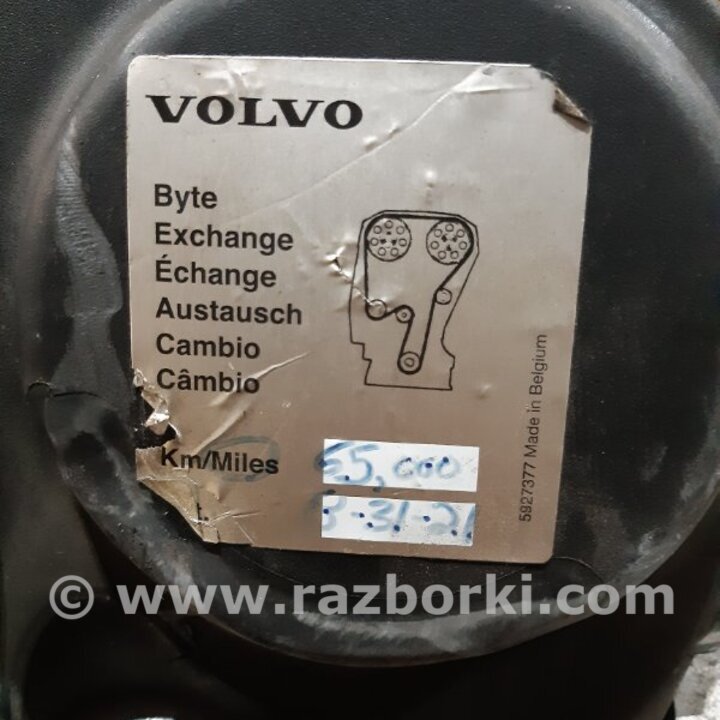 VOLVO
Byte
Exchange
Échange
Austausch
Cambio
Câmbio
Km/Miles 65,000
3-31-21
5927377 Made in Belgium
© www.razborki.com